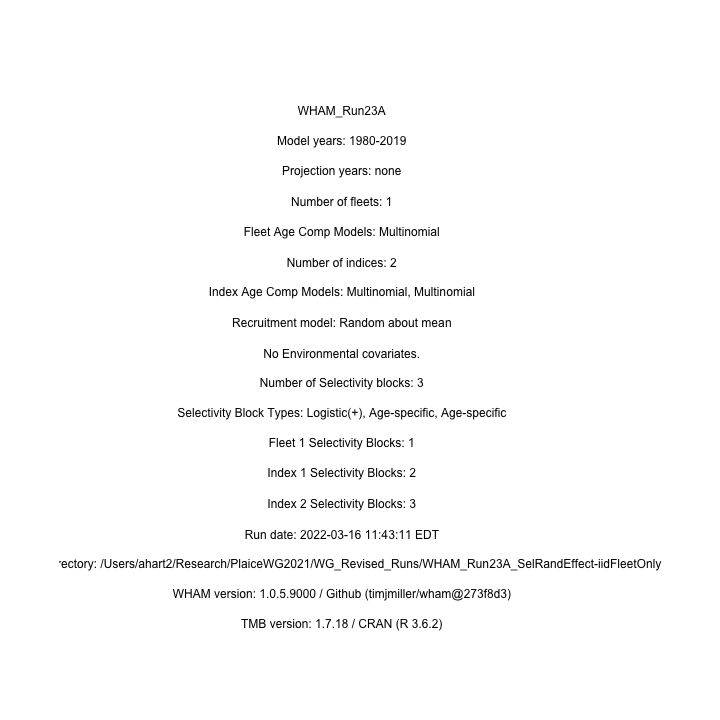 WHAM_Run23A
Model years: 1980-2019
Projection years: none
Number of fleets: 1
Fleet Age Comp Models: Multinomial
Number of indices: 2
Index Age Comp Models: Multinomial, Multinomial
Recruitment model: Random about mean
No Environmental covariates.
Number of Selectivity blocks: 3
Selectivity Block Types: Logistic(+), Age-specific, Age-specific
Fleet 1 Selectivity Blocks: 1
Index 1 Selectivity Blocks: 2
Index 2 Selectivity Blocks: 3
Run date: 2022-03-16 11:43:11 EDT
rectory: /Users/ahart2/Research/PlaiceWG2021/WG_Revised_Runs/WHAM_Run23A_SelRandEffect-iidFleetOnly
WHAM version: 1.0.5.9000 / Github (timjmiller/wham@273f8d3)
TMB version: 1.7.18 / CRAN (R 3.6.2)